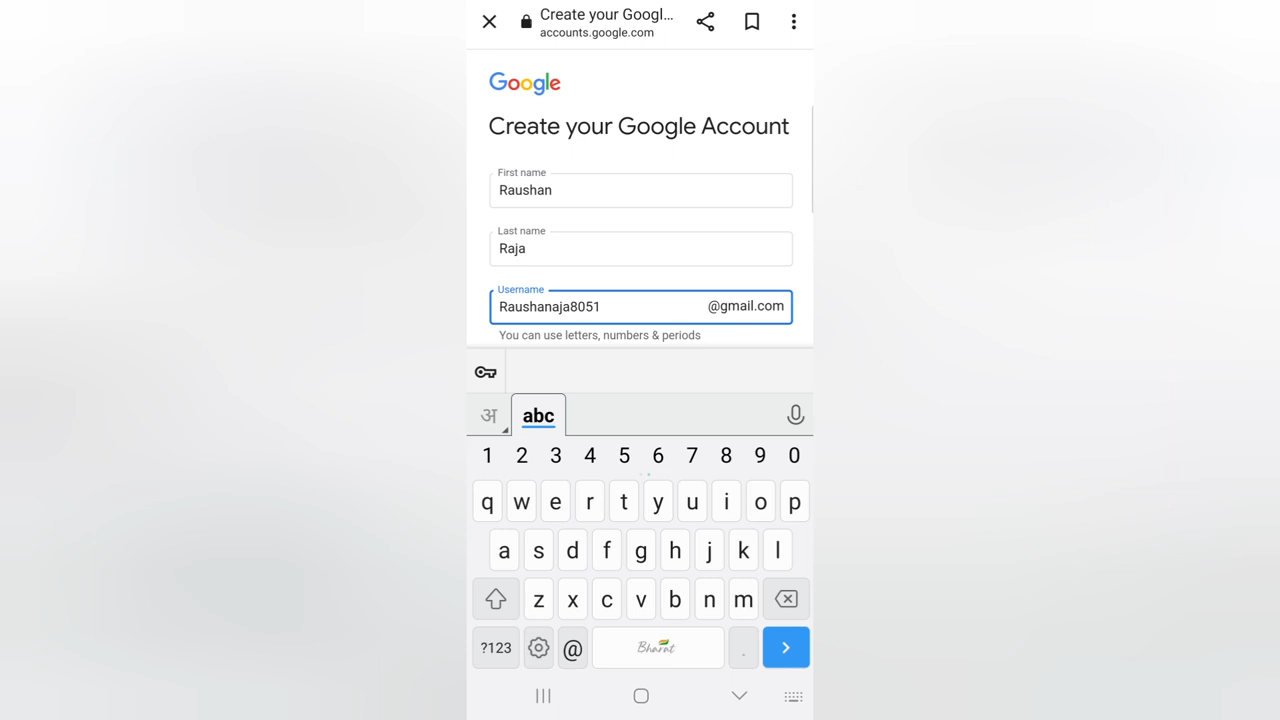 Create your Googl...
accounts.google.com
Google
Create your Google Account
First name
Raushan
Last name
Raja
Username
Raushanaja8051 @gmail.com
You can use letters, numbers & periods
अ abc
1 2 3 4 5 6 7 8 9 0
q w e r t y u i o p
a s d f g h j k l
z x c v b n m
?123 @ Bharat .